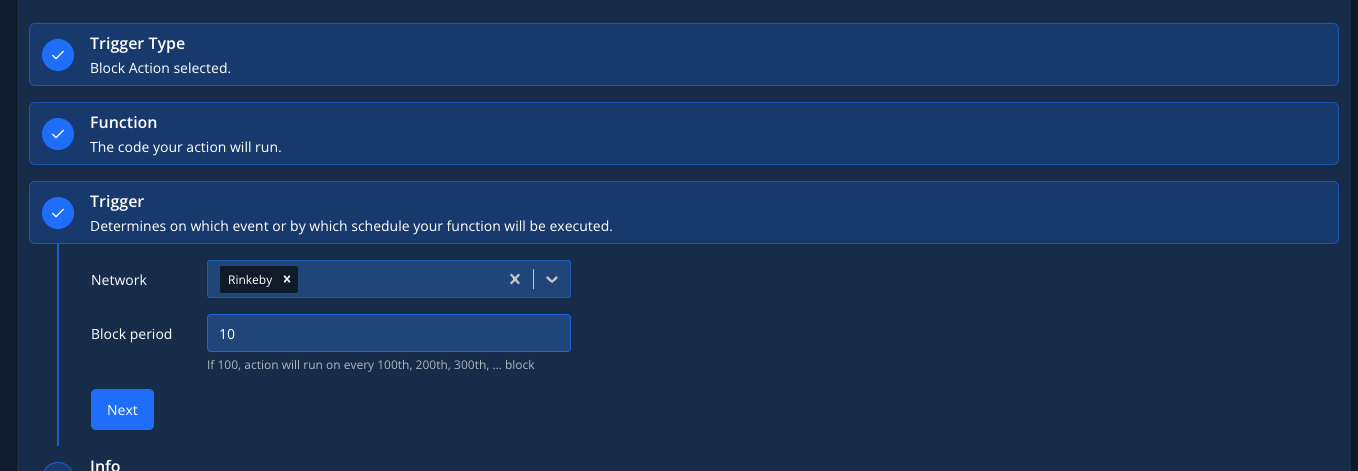 Trigger Type
Block Action selected.
Function
The code your action will run.
Trigger
Determines on which event or by which schedule your function will be executed.
Network
Rinkeby
Block period
10
If 100, action will run on every 100th, 200th, 300th, ... block
Next
Info